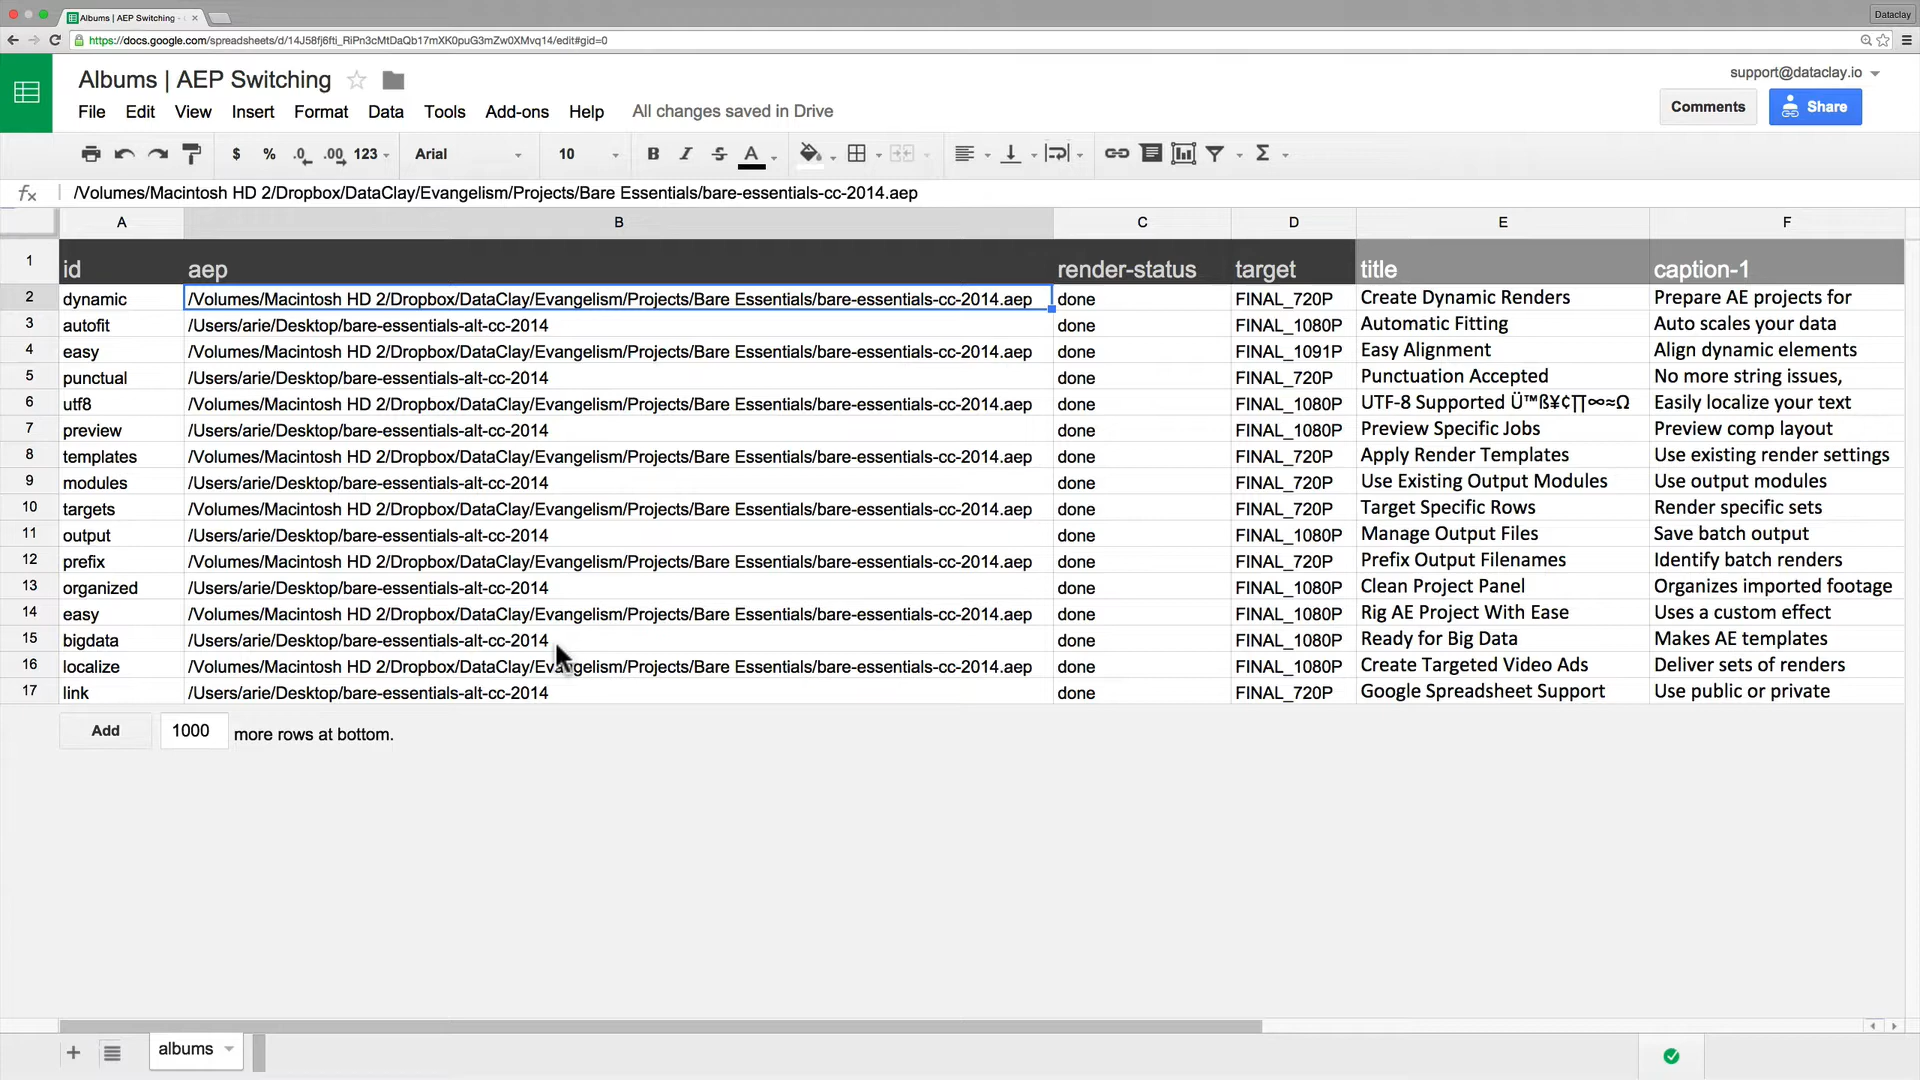 Albums | AEP Switching -
Dataclay
https://docs.google.com/spreadsheets/d/14J58fj6fti_RiPn3cMtDaQb17mXK0puG3mZw0XMvq14/edit#gid=0
Albums | AEP Switching
support@dataclay.io
File Edit View Insert Format Data Tools Add-ons Help All changes saved in Drive
Comments Share
$ % .0 .00 123 Arial 10 B I S A Σ
fx /Volumes/Macintosh HD 2/Dropbox/DataClay/Evangelism/Projects/Bare Essentials/bare-essentials-cc-2014.aep
A B C D E F
1 id aep render-status target title caption-1
2 dynamic /Volumes/Macintosh HD 2/Dropbox/DataClay/Evangelism/Projects/Bare Essentials/bare-essentials-cc-2014.aep done FINAL_720P Create Dynamic Renders Prepare AE projects for
3 autofit /Users/arie/Desktop/bare-essentials-alt-cc-2014 done FINAL_1080P Automatic Fitting Auto scales your data
4 easy /Volumes/Macintosh HD 2/Dropbox/DataClay/Evangelism/Projects/Bare Essentials/bare-essentials-cc-2014.aep done FINAL_1091P Easy Alignment Align dynamic elements
5 punctual /Users/arie/Desktop/bare-essentials-alt-cc-2014 done FINAL_720P Punctuation Accepted No more string issues,
6 utf8 /Volumes/Macintosh HD 2/Dropbox/DataClay/Evangelism/Projects/Bare Essentials/bare-essentials-cc-2014.aep done FINAL_1080P UTF-8 Supported Ü™ß¥¢∏∞≈Ω Easily localize your text
7 preview /Users/arie/Desktop/bare-essentials-alt-cc-2014 done FINAL_1080P Preview Specific Jobs Preview comp layout
8 templates /Volumes/Macintosh HD 2/Dropbox/DataClay/Evangelism/Projects/Bare Essentials/bare-essentials-cc-2014.aep done FINAL_720P Apply Render Templates Use existing render settings
9 modules /Users/arie/Desktop/bare-essentials-alt-cc-2014 done FINAL_720P Use Existing Output Modules Use output modules
10 targets /Volumes/Macintosh HD 2/Dropbox/DataClay/Evangelism/Projects/Bare Essentials/bare-essentials-cc-2014.aep done FINAL_720P Target Specific Rows Render specific sets
11 output /Users/arie/Desktop/bare-essentials-alt-cc-2014 done FINAL_1080P Manage Output Files Save batch output
12 prefix /Volumes/Macintosh HD 2/Dropbox/DataClay/Evangelism/Projects/Bare Essentials/bare-essentials-cc-2014.aep done FINAL_720P Prefix Output Filenames Identify batch renders
13 organized /Users/arie/Desktop/bare-essentials-alt-cc-2014 done FINAL_1080P Clean Project Panel Organizes imported footage
14 easy /Volumes/Macintosh HD 2/Dropbox/DataClay/Evangelism/Projects/Bare Essentials/bare-essentials-cc-2014.aep done FINAL_1080P Rig AE Project With Ease Uses a custom effect
15 bigdata /Users/arie/Desktop/bare-essentials-alt-cc-2014 done FINAL_1080P Ready for Big Data Makes AE templates
16 localize /Volumes/Macintosh HD 2/Dropbox/DataClay/Evangelism/Projects/Bare Essentials/bare-essentials-cc-2014.aep done FINAL_1080P Create Targeted Video Ads Deliver sets of renders
17 link /Users/arie/Desktop/bare-essentials-alt-cc-2014 done FINAL_720P Google Spreadsheet Support Use public or private
Add 1000 more rows at bottom.
albums